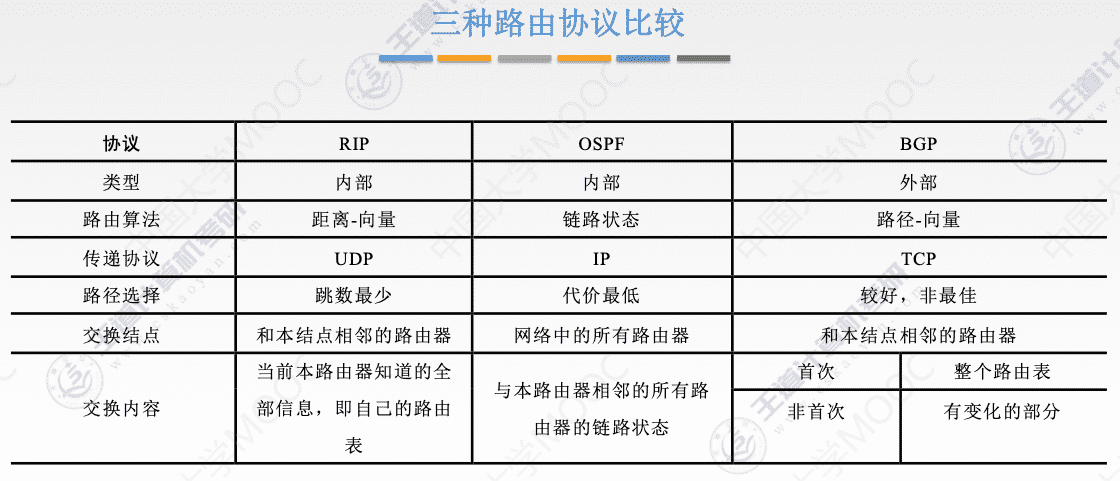 三种路由协议比较
协议 RIP OSPF BGP
类型 内部 内部 外部
路由算法 距离-向量 链路状态 路径-向量
传递协议 UDP IP TCP
路径选择 跳数最少 代价最低 较好，非最佳
交换结点 和本结点相邻的路由器 网络中的所有路由器 和本结点相邻的路由器
交换内容
当前本路由器知道的全
部信息，即自己的路由
表
与本路由器相邻的所有路
由器的链路状态
首次 整个路由表
非首次 有变化的部分
中国大学MOOC